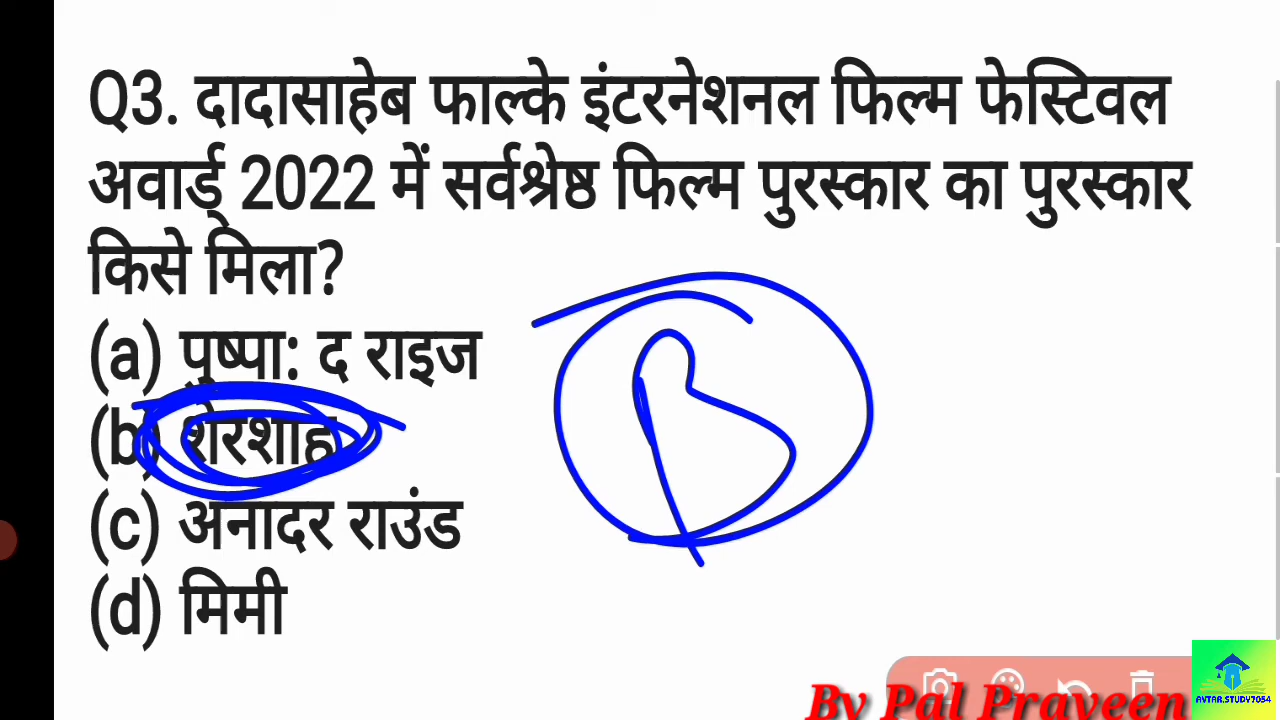 Q3. दादासाहेब फाल्के इंटरनेशनल फिल्म फेस्टिवल
अवार्ड् 2022 में सर्वश्रेष्ठ फिल्म पुरस्कार का पुरस्कार
किसे मिला?
(a) पुष्पा: द राइज
(b) शेरशाह
B
(c) अनादर राउंड
(d) मिमी
By Pal Praveen
AVTAR.STUDY7054